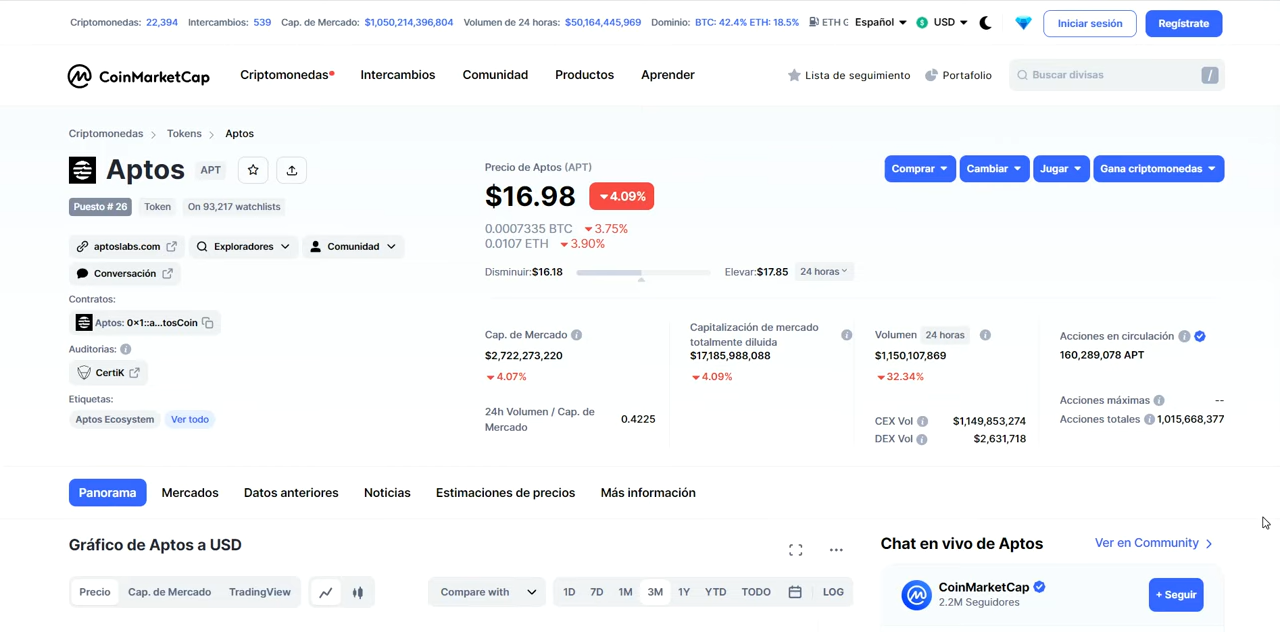 Criptomonedas: 22,394 Intercambios: 539 Cap. de Mercado: $1,050,214,396,804 Volumen de 24 horas: $50,164,445,969 Dominio: BTC: 42.4% ETH: 18.5% ETH G Español USD Iniciar sesión Regístrate
CoinMarketCap Criptomonedas Intercambios Comunidad Productos Aprender Lista de seguimiento Portafolio Buscar divisas /
Criptomonedas > Tokens > Aptos
Aptos APT
Puesto # 26 Token On 93,217 watchlists
aptoslabs.com Exploradores Comunidad
Conversación
Contratos:
Aptos: 0×1::a...tosCoin
Auditorias:
CertiK
Etiquetas:
Aptos Ecosystem Ver todo
Precio de Aptos (APT)
$16.98 4.09%
0.0007335 BTC 3.75%
0.0107 ETH 3.90%
Disminuir:$16.18 Elevar:$17.85 24 horas
Comprar Cambiar Jugar Gana criptomonedas
Cap. de Mercado
$2,722,273,220
4.07%
24h Volumen / Cap. de
Mercado 0.4225
Capitalización de mercado
totalmente diluida
$17,185,988,088
4.09%
Volumen 24 horas
$1,150,107,869
32.34%
CEX Vol $1,149,853,274
DEX Vol $2,631,718
Acciones en circulación
160,289,078 APT
Acciones máximas --
Acciones totales 1,015,668,377
Panorama Mercados Datos anteriores Noticias Estimaciones de precios Más información
Gráfico de Aptos a USD
Precio Cap. de Mercado TradingView Compare with 1D 7D 1M 3M 1Y YTD TODO LOG
Chat en vivo de Aptos Ver en Community >
CoinMarketCap
2.2M Seguidores
+ Seguir